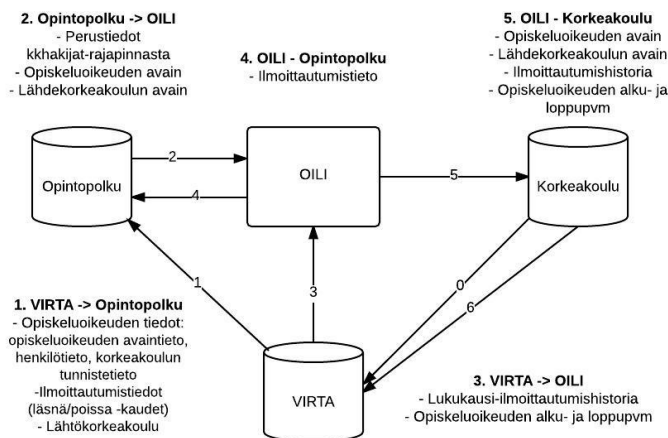 2. Opintopolku -> OILI
- Perustiedot
kkhakijat-rajapinnasta
- Opiskeluoikeuden avain
- Lähdekorkeakoulun avain
4. OILI - Opintopolku
- Ilmoittautumistieto
5. OILI - Korkeakoulu
- Opiskeluoikeuden avain
- Lähdekorkeakoulun avain
- Ilmoittautumishistoria
- Opiskeluoikeuden alku- ja
loppupvm
Opintopolku
2
4
OILI
5
Korkeakoulu
1
3
0
6
1. VIRTA -> Opintopolku
- Opiskeluoikeuden tiedot:
opiskeluoikeuden avaintieto,
henkilötieto, korkeakoulun
tunnistetieto
-Ilmoittautumistiedot
(läsnä/poissa -kaudet)
- Lähtökorkeakoulu
VIRTA
3. VIRTA -> OILI
- Lukukausi-ilmoittautumishistoria
- Opiskeluoikeuden alku- ja loppupvm